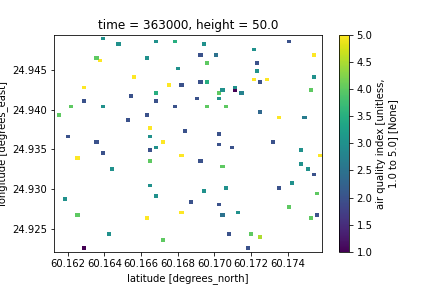 time = 363000, height = 50.0
longitude [degrees_east]
24.945
24.940
24.935
24.930
24.925
60.162 60.164 60.166 60.168 60.170 60.172 60.174
latitude [degrees_north]
5.0
4.5
4.0
3.5
3.0
2.5
2.0
1.5
1.0
air quality index [unitless,
1.0 to 5.0] [None]